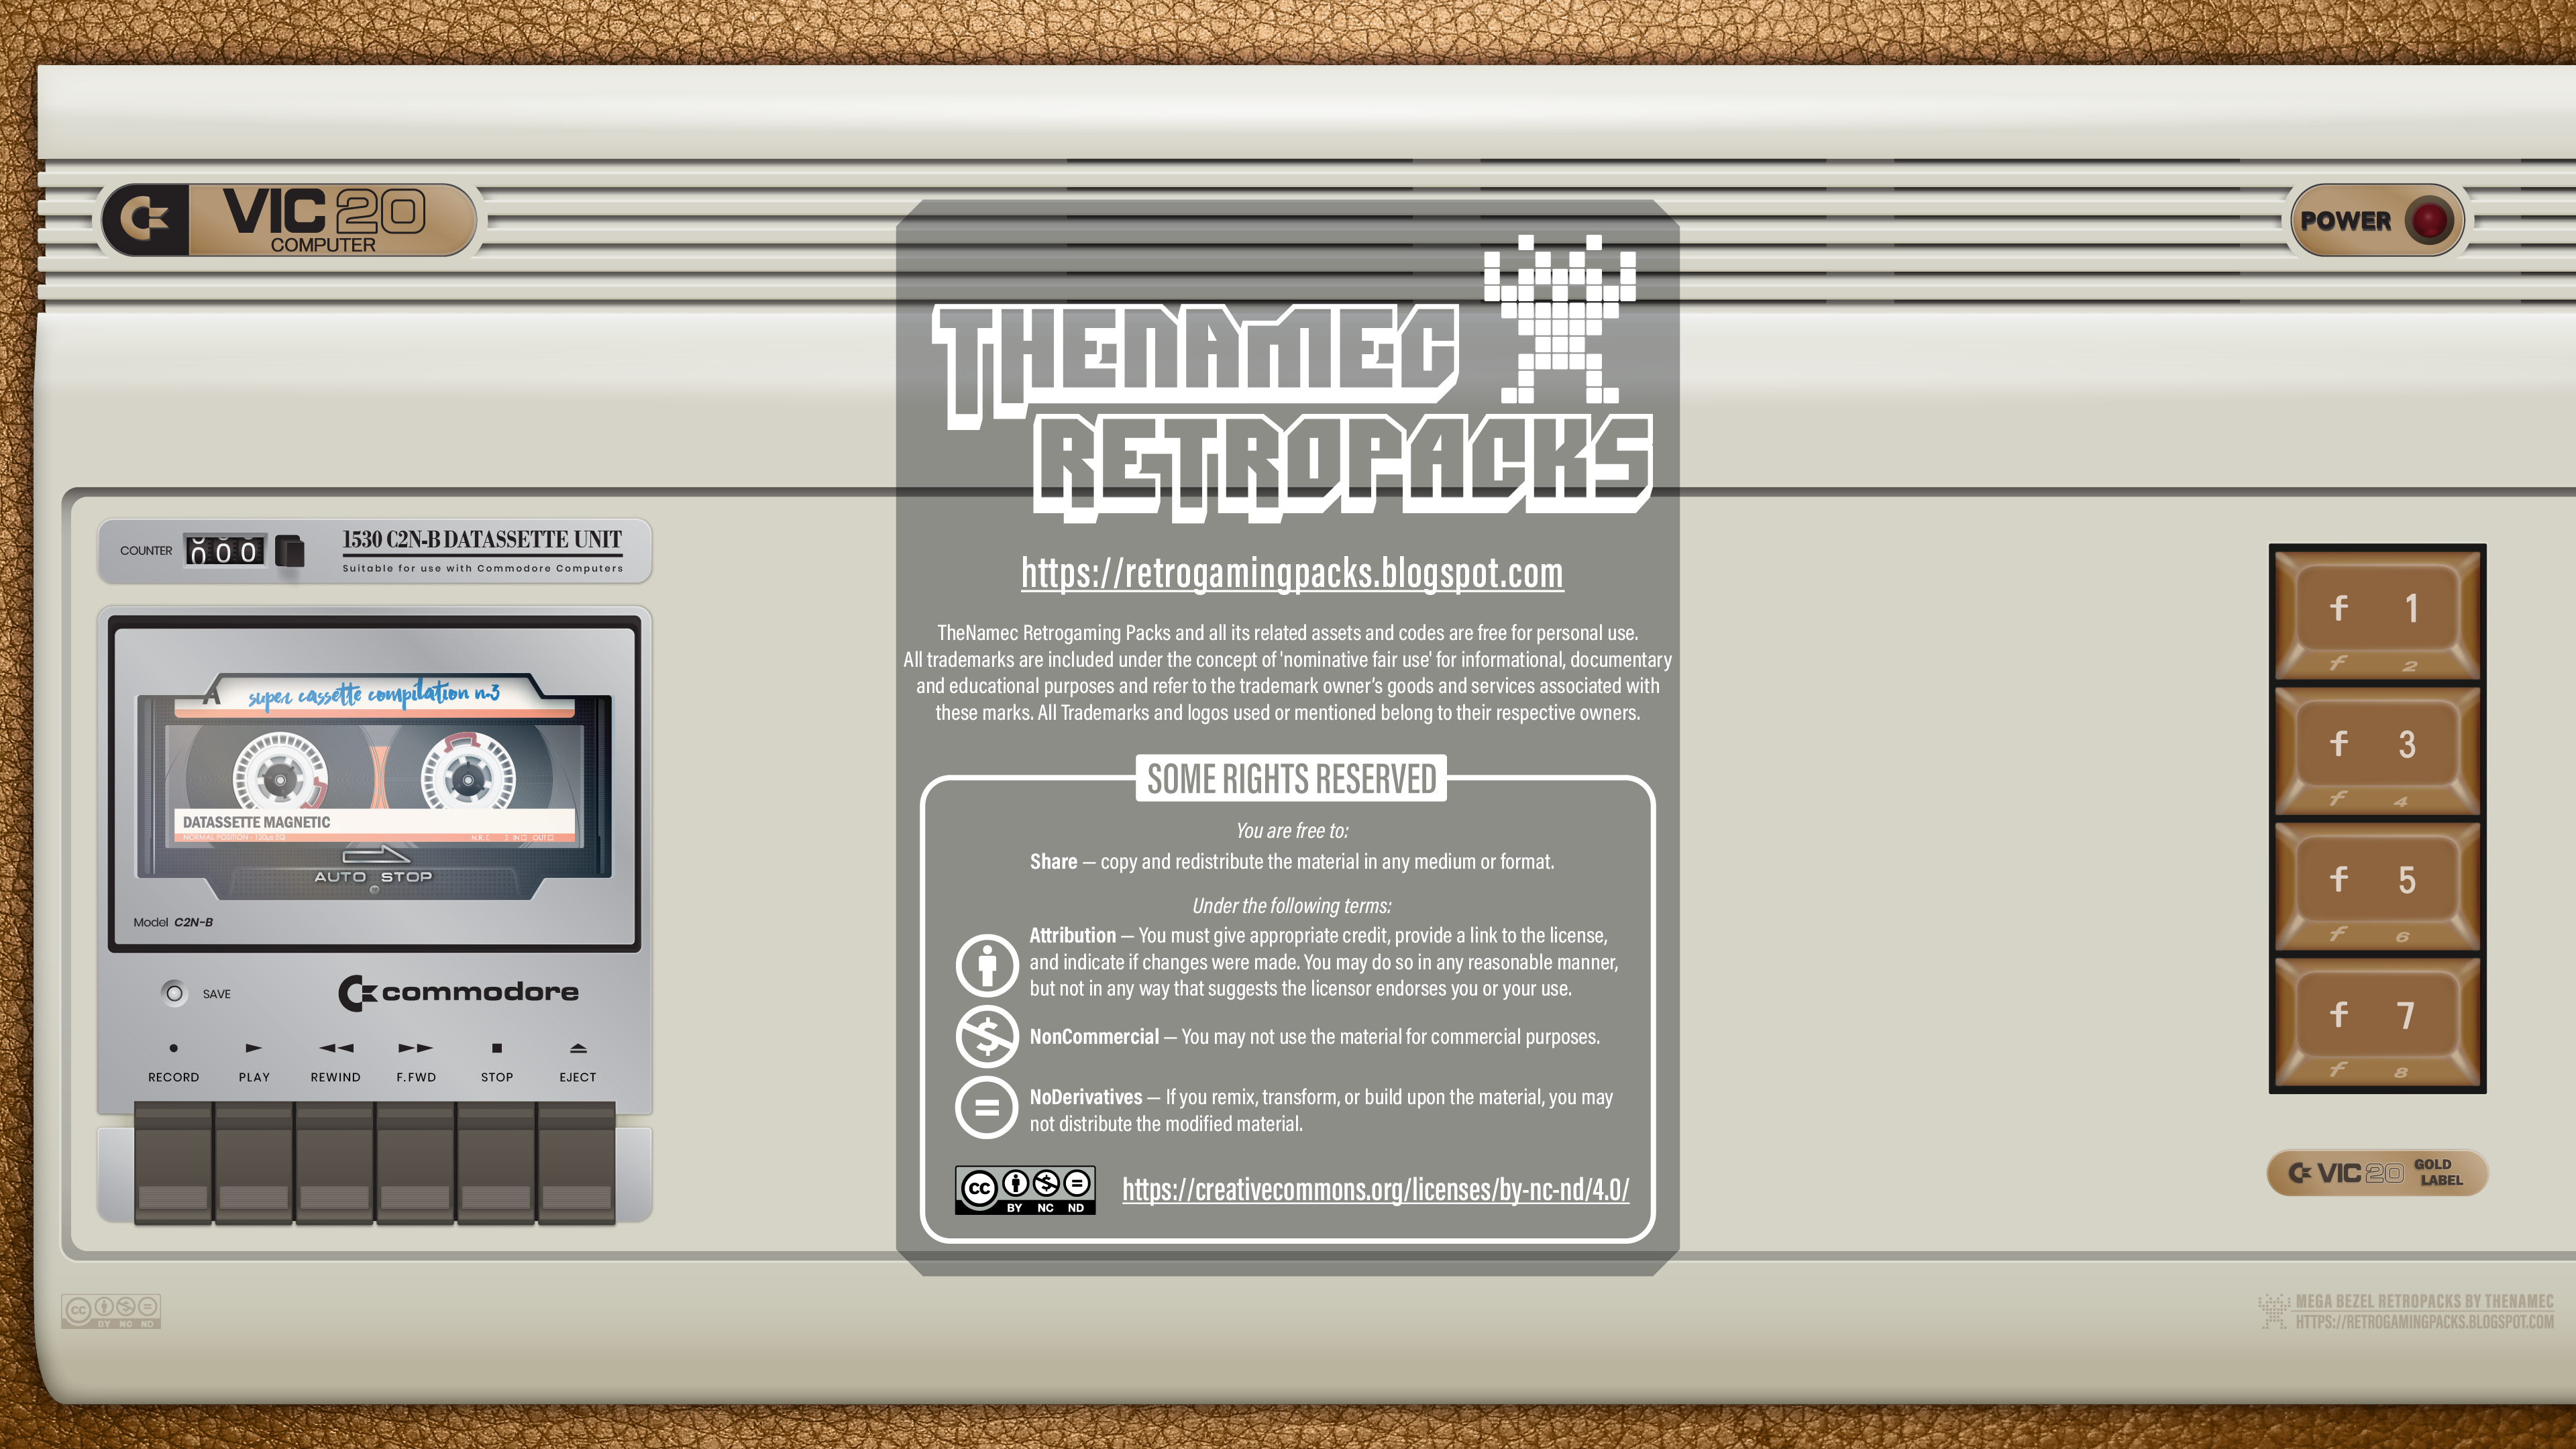 VIC 20
COMPUTER
POWER
THENAMEC
RETROPACKS
https://retrogamingpacks.blogspot.com
TheNamec Retrogaming Packs and all its related assets and codes are free for personal use.
All trademarks are included under the concept of 'nominative fair use' for informational, documentary
and educational purposes and refer to the trademark owner's goods and services associated with
these marks. All Trademarks and logos used or mentioned belong to their respective owners.
SOME RIGHTS RESERVED
You are free to:
Share — copy and redistribute the material in any medium or format.
Under the following terms:
Attribution — You must give appropriate credit, provide a link to the license,
and indicate if changes were made. You may do so in any reasonable manner,
but not in any way that suggests the licensor endorses you or your use.
NonCommercial — You may not use the material for commercial purposes.
NoDerivatives — If you remix, transform, or build upon the material, you may
not distribute the modified material.
cc BY NC ND
https://creativecommons.org/licenses/by-nc-nd/4.0/
COUNTER 000
1530 C2N-B DATASSETTE UNIT
Suitable for use with Commodore Computers
A super cassette compilation n.3
DATASSETTE MAGNETIC
NORMAL POSITION - 120µs EQ N.R. IN OUT
AUTO STOP
Model C2N-B
SAVE
commodore
RECORD PLAY REWIND F.FWD STOP EJECT
f 1
f 2
f 3
f 4
f 5
f 6
f 7
f 8
VIC 20 GOLD
LABEL
cc BY NC ND
MEGA BEZEL RETROPACKS BY THENAMEC
HTTPS://RETROGAMINGPACKS.BLOGSPOT.COM